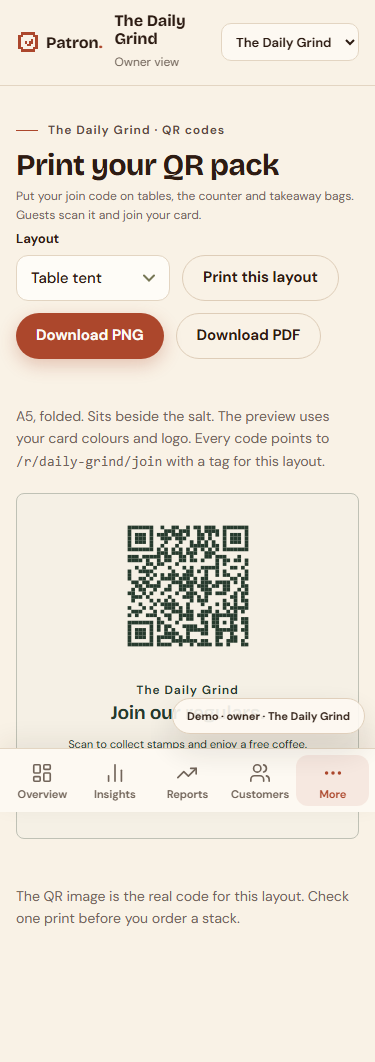 Patron.
The Daily
Grind
Owner view
The Daily Grind
The Daily Grind · QR codes
Print your QR pack
Put your join code on tables, the counter and takeaway bags.
Guests scan it and join your card.
Layout
Table tent
Print this layout
Download PNG
Download PDF
A5, folded. Sits beside the salt. The preview uses
your card colours and logo. Every code points to
/r/daily-grind/join with a tag for this layout.
The Daily Grind
Join our regulars
Demo · owner · The Daily Grind
Scan to collect stamps and enjoy a free coffee.
Overview
Insights
Reports
Customers
More
The QR image is the real code for this layout. Check
one print before you order a stack.